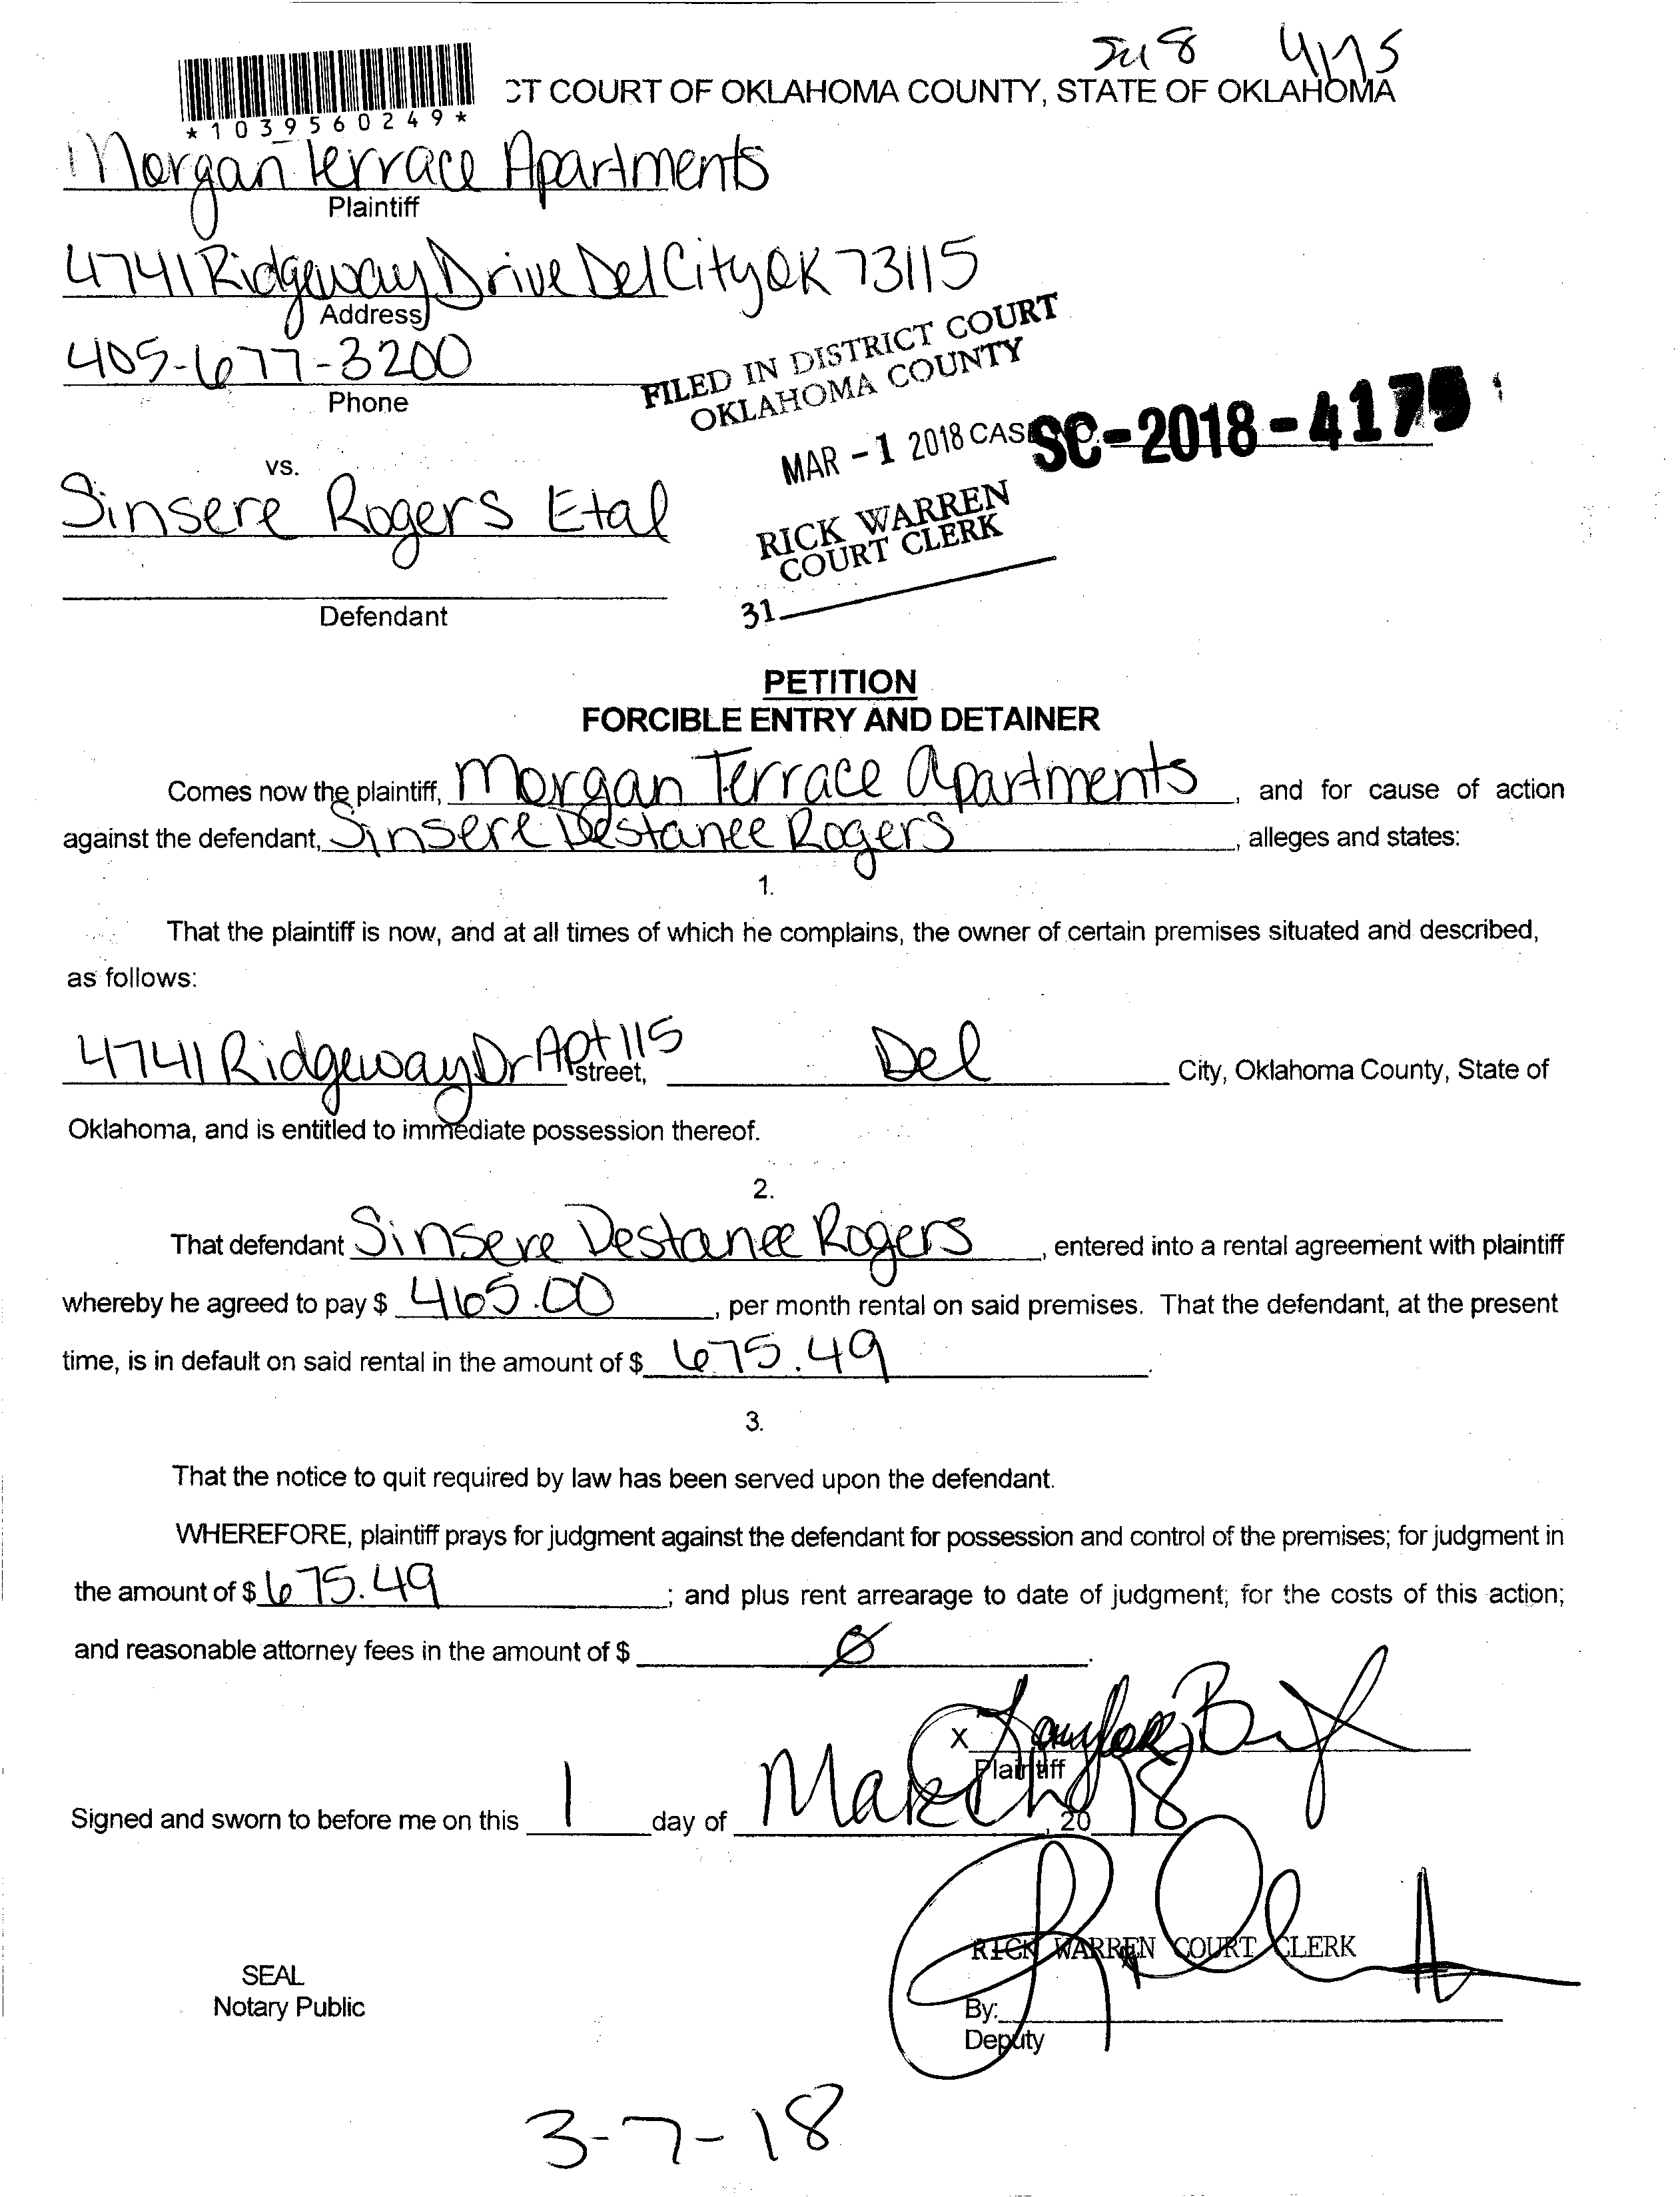 4175
CT COURT OF OKLAHOMA COUNTY, STATE OF OKLAHOMA
*1039560249*
Morgan Terrace Apartments
Plaintiff
4741 Ridgeway Drive Del City OK 73115
Address
405-677-3200
Phone
FILED IN DISTRICT COURT
OKLAHOMA COUNTY
MAR -1 2018 CAS SC-2018-4175
vs.
Sinsere Rogers Etal
RICK WARREN
COURT CLERK
31
Defendant
PETITION
FORCIBLE ENTRY AND DETAINER
Comes now the plaintiff, Morgan Terrace Apartments, and for cause of action
against the defendant, Sinsere Destanee Rogers, alleges and states:
1.
That the plaintiff is now, and at all times of which he complains, the owner of certain premises situated and described,
as follows:
4741 Ridgeway Dr Apt 115 street, Del City, Oklahoma County, State of
Oklahoma, and is entitled to immediate possession thereof.
2.
That defendant Sinsere Destanee Rogers, entered into a rental agreement with plaintiff
whereby he agreed to pay $ 465.00, per month rental on said premises. That the defendant, at the present
time, is in default on said rental in the amount of $ 675.49.
3.
That the notice to quit required by law has been served upon the defendant.
WHEREFORE, plaintiff prays for judgment against the defendant for possession and control of the premises; for judgment in
the amount of $ 675.49; and plus rent arrearage to date of judgment; for the costs of this action;
and reasonable attorney fees in the amount of $ Ø.
X
Plaintiff
Signed and sworn to before me on this 1 day of March, 20 18
RICK WARREN COURT CLERK
SEAL
Notary Public
By:
Deputy
3-7-18